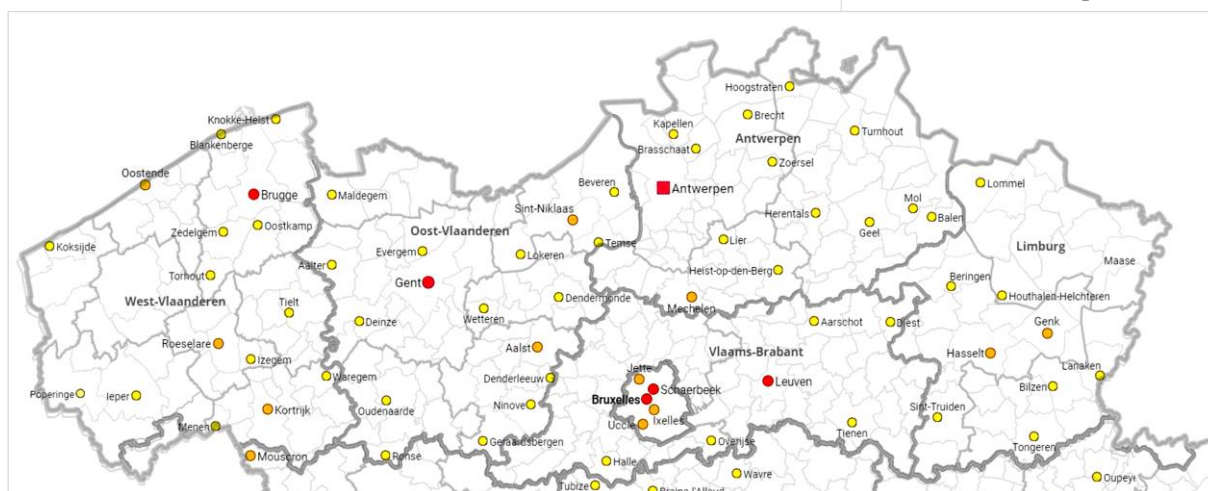 Hoogstraten
Knokke-Heist
Brecht
Kapellen
Turnhout
Blankenberge
Antwerpen
Brasschaat
Zoersel
Oostende
Lommel
Beveren
Antwerpen
Brugge
Maldegem
Mol
Sint-Niklaas
Herentals
Balen
Oostkamp
Zedelgem
Oost-Vlaanderen
Geel
Lier
Koksijde
Temse
Limburg
Evergem
Lokeren
Maase
Aalter
Heist-op-den-Berg
Torhout
Beringen
Gent
Dendermonde
Houthalen-Helchteren
West-Vlaanderen
Tielt
Wetteren
Mechelen
Deinze
Aarschot
Diest
Genk
Roeselare
Aalst
Vlaams-Brabant
Hasselt
Izegem
Jette
Lanaken
Waregem
Denderleeuw
Leuven
Bilzen
Schaerbeek
Poperinge
Ieper
Bruxelles
Ninove
Sint-Truiden
Kortrijk
Oudenaarde
Ixelles
Uccle
Menen
Tienen
Geraardsbergen
Overijse
Tongeren
Mouscron
Ronse
Halle
Wavre
Oupeye
Tubize
Braine-l'Alleud